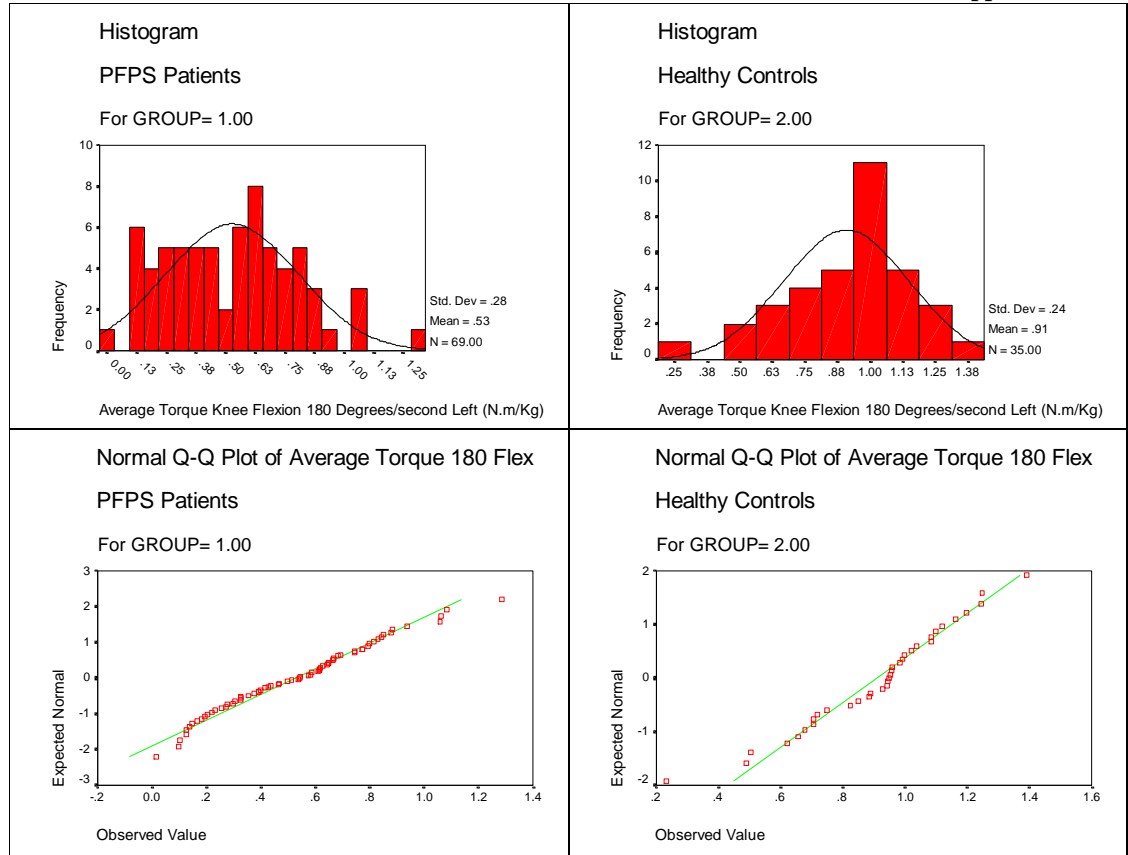 Histogram
PFPS Patients
For GROUP= 1.00
10
8
6
4
2
0
Frequency
0.00 .13 .25 .38 .50 .63 .75 .88 1.00 1.13 1.25
Std. Dev = .28
Mean = .53
N = 69.00
Average Torque Knee Flexion 180 Degrees/second Left (N.m/Kg)
Histogram
Healthy Controls
For GROUP= 2.00
12
10
8
6
4
2
0
Frequency
.25 .38 .50 .63 .75 .88 1.00 1.13 1.25 1.38
Std. Dev = .24
Mean = .91
N = 35.00
Average Torque Knee Flexion 180 Degrees/second Left (N.m/Kg)
Normal Q-Q Plot of Average Torque 180 Flex
PFPS Patients
For GROUP= 1.00
3
2
1
0
-1
-2
-3
Expected Normal
-.2 0.0 .2 .4 .6 .8 1.0 1.2 1.4
Observed Value
Normal Q-Q Plot of Average Torque 180 Flex
Healthy Controls
For GROUP= 2.00
2
1
0
-1
-2
Expected Normal
.2 .4 .6 .8 1.0 1.2 1.4 1.6
Observed Value